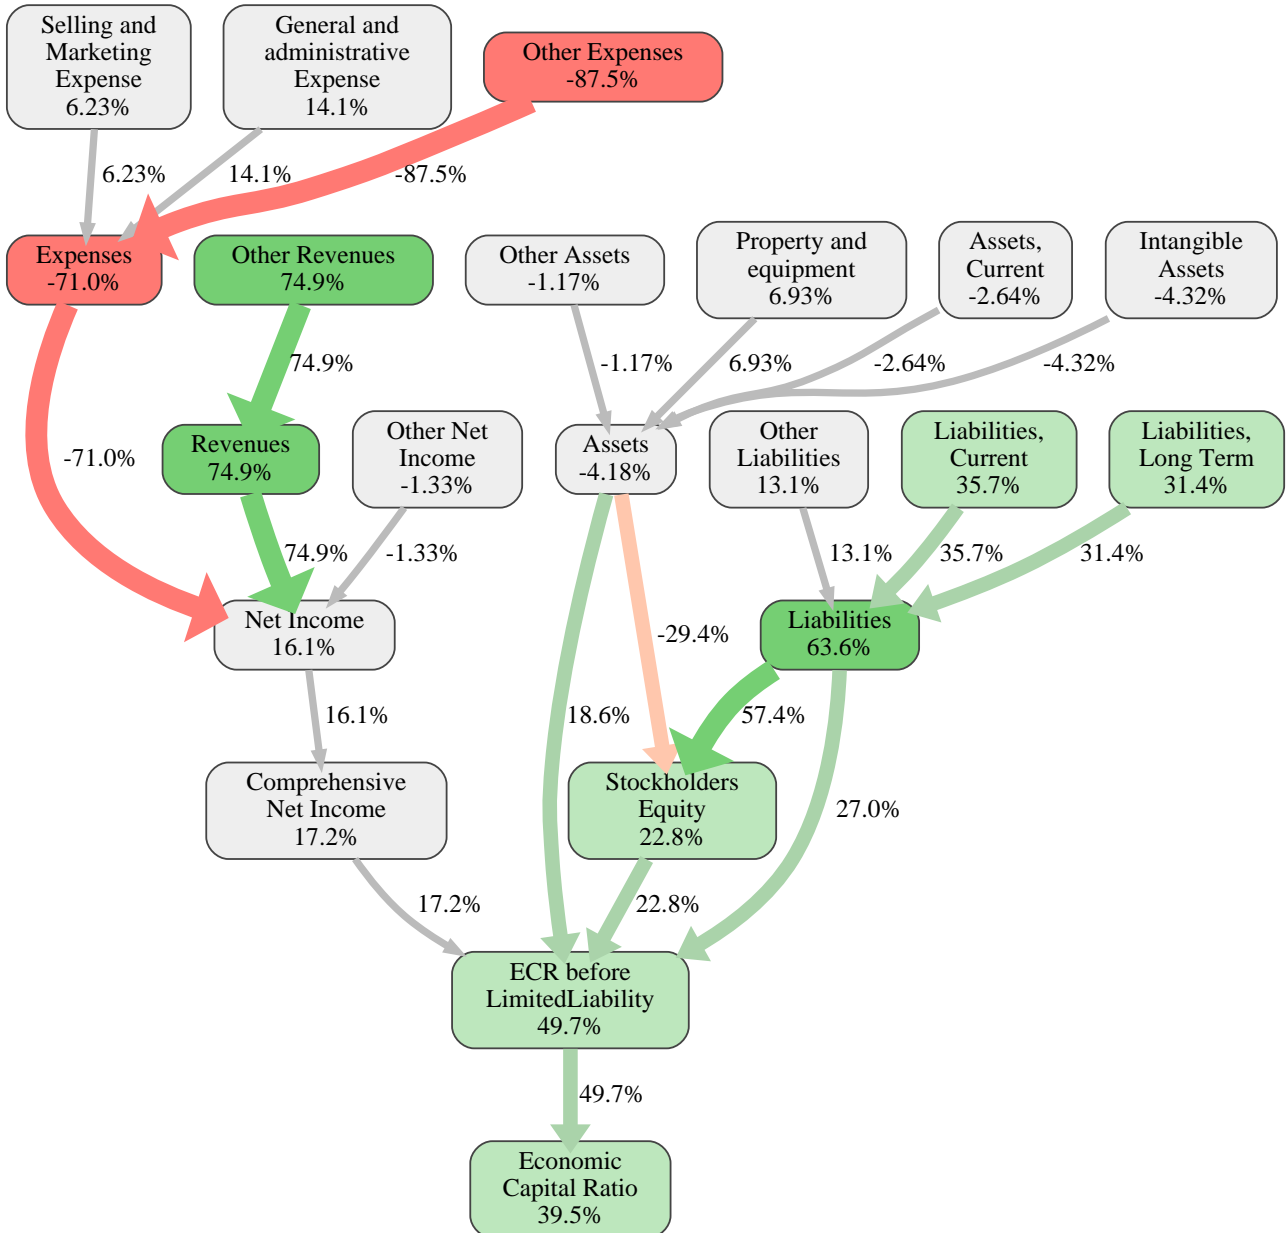 Selling and
Marketing
Expense
6.23%
General and
administrative
Expense
14.1%
Other Expenses
-87.5%
6.23%
14.1%
-87.5%
Expenses
-71.0%
Other Revenues
74.9%
Other Assets
-1.17%
Property and
equipment
6.93%
Assets,
Current
-2.64%
Intangible
Assets
-4.32%
74.9%
-1.17%
6.93%
-2.64%
-4.32%
-71.0%
Revenues
74.9%
Other Net
Income
-1.33%
Assets
-4.18%
Other
Liabilities
13.1%
Liabilities,
Current
35.7%
Liabilities,
Long Term
31.4%
74.9%
-1.33%
13.1%
35.7%
31.4%
Net Income
16.1%
-29.4%
Liabilities
63.6%
16.1%
18.6%
57.4%
Comprehensive
Net Income
17.2%
Stockholders
Equity
22.8%
27.0%
17.2%
22.8%
ECR before
LimitedLiability
49.7%
49.7%
Economic
Capital Ratio
39.5%